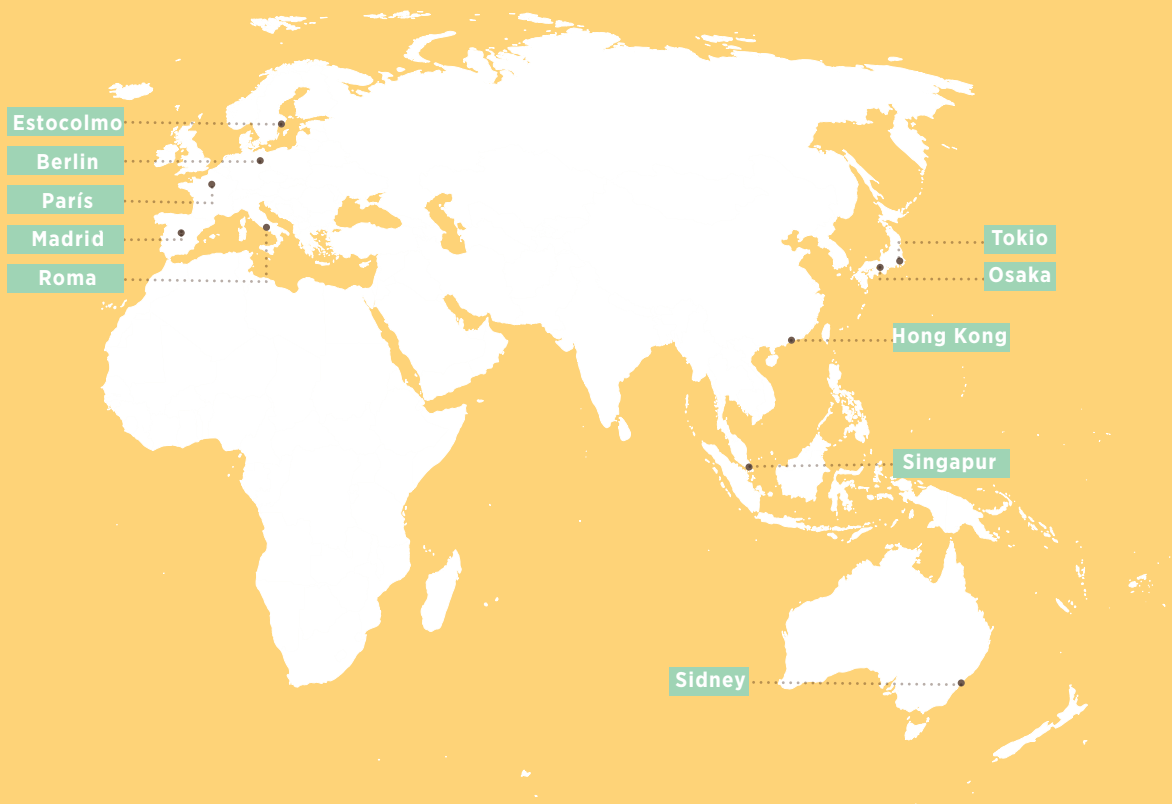 Estocolmo
Berlin
París
Madrid
Roma
Tokio
Osaka
Hong Kong
Singapur
Sidney